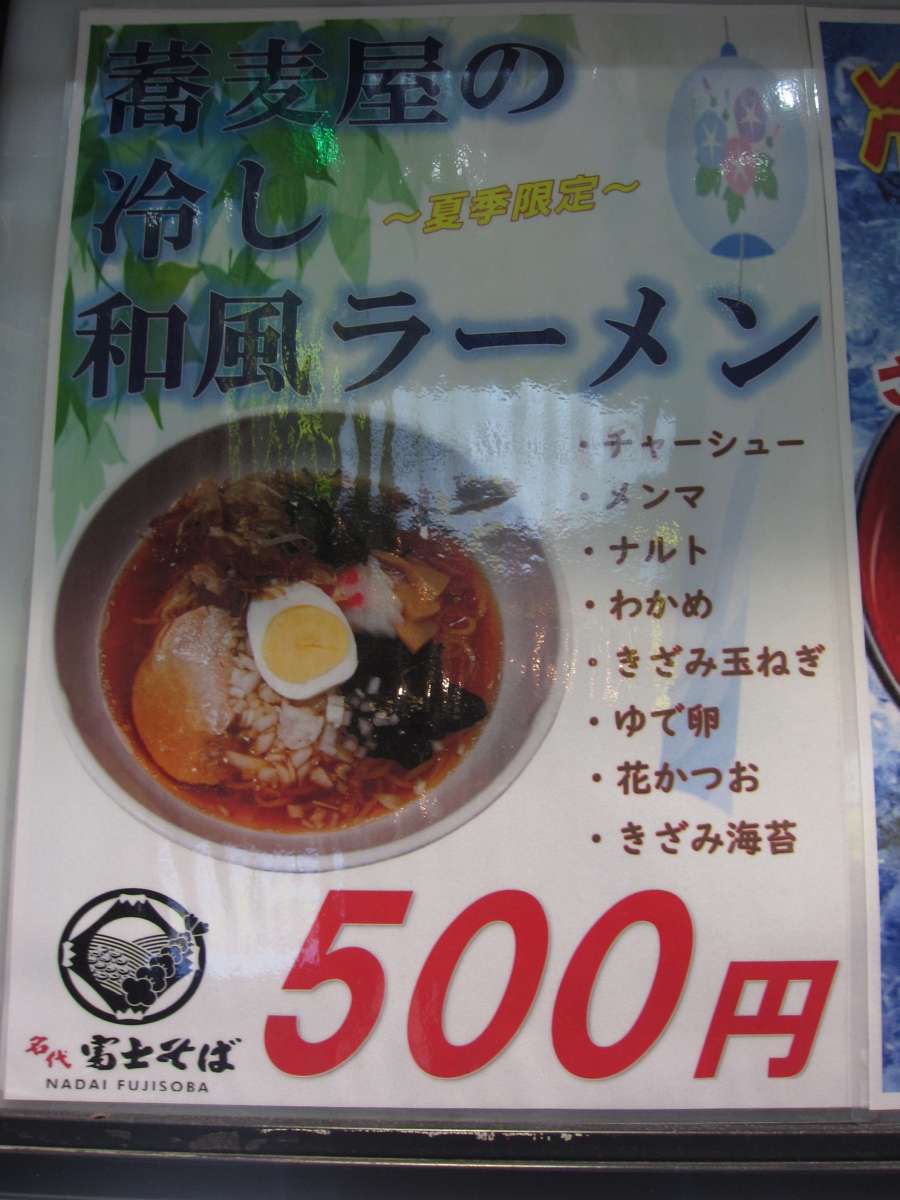 蕎麦屋の
冷し
～夏季限定～
和風ラーメン
・チャーシュー
・メンマ
・ナルト
・わかめ
・きざみ玉ねぎ
・ゆで卵
・花かつお
・きざみ海苔
500円
名代 富士そば
NADAI FUJISOBA